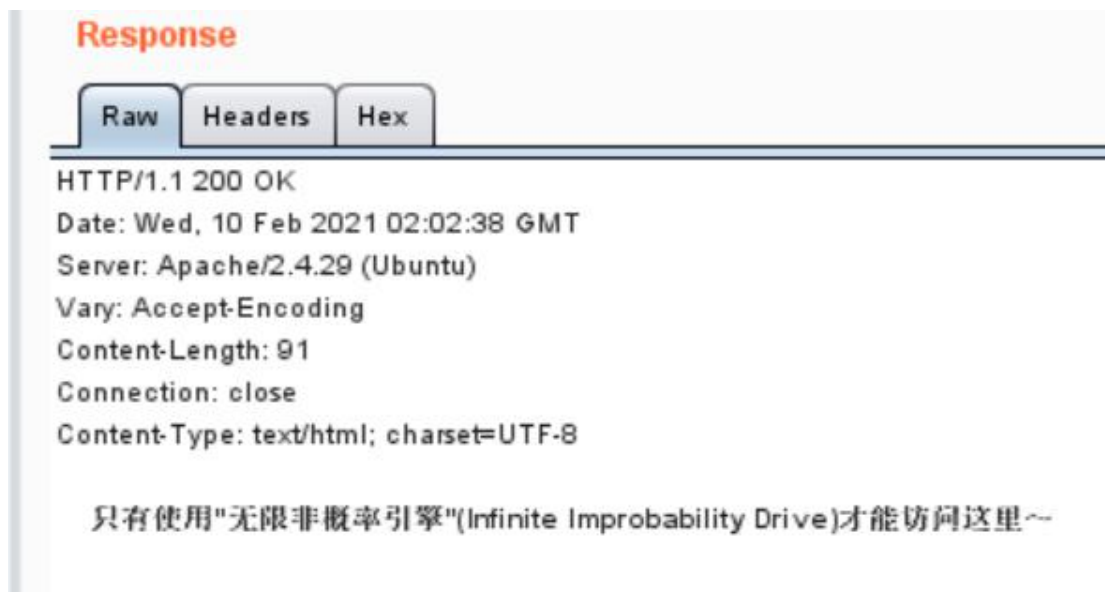 Response
Raw Headers Hex
HTTP/1.1 200 OK
Date: Wed, 10 Feb 2021 02:02:38 GMT
Server: Apache/2.4.29 (Ubuntu)
Vary: Accept-Encoding
Content-Length: 91
Connection: close
Content-Type: text/html; charset=UTF-8
只有使用"无限非概率引擎"(Infinite Improbability Drive)才能访问这里～